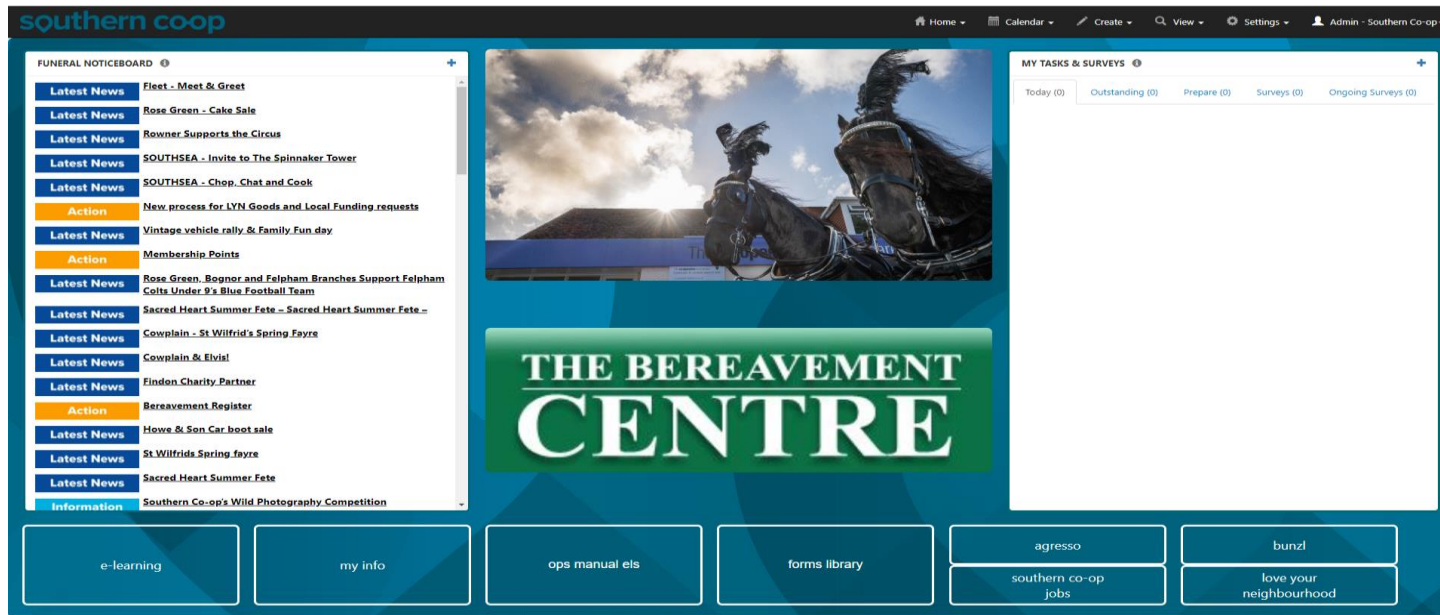 southern co-op
Home
Calendar
Create
View
Settings
Admin - Southern Co-op
FUNERAL NOTICEBOARD
Latest News Fleet - Meet & Greet
Latest News Rose Green - Cake Sale
Latest News Rowner Supports the Circus
Latest News SOUTHSEA - Invite to The Spinnaker Tower
Latest News SOUTHSEA - Chop, Chat and Cook
Action New process for LYN Goods and Local Funding requests
Latest News Vintage vehicle rally & Family Fun day
Action Membership Points
Latest News Rose Green, Bognor and Felpham Branches Support Felpham
Colts Under 9's Blue Football Team
Latest News Sacred Heart Summer Fete – Sacred Heart Summer Fete –
Latest News Cowplain - St Wilfrid's Spring Fayre
Latest News Cowplain & Elvis!
Latest News Findon Charity Partner
Action Bereavement Register
Latest News Howe & Son Car boot sale
Latest News St Wilfrids Spring fayre
Latest News Sacred Heart Summer Fete
Information Southern Co-op's Wild Photography Competition
THE BEREAVEMENT
CENTRE
MY TASKS & SURVEYS
Today (0)
Outstanding (0)
Prepare (0)
Surveys (0)
Ongoing Surveys (0)
e-learning
my info
ops manual els
forms library
agresso
bunzl
southern co-op
jobs
love your
neighbourhood